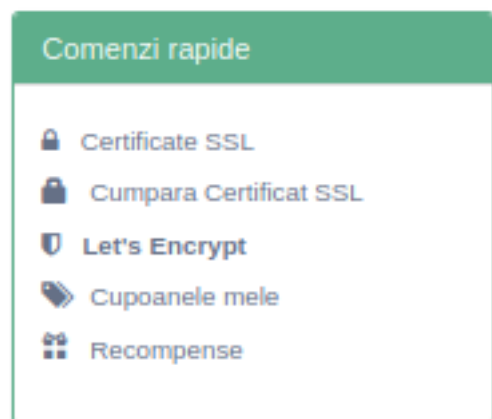 Comenzi rapide
Certificate SSL
Cumpara Certificat SSL
Let's Encrypt
Cupoanele mele
Recompense